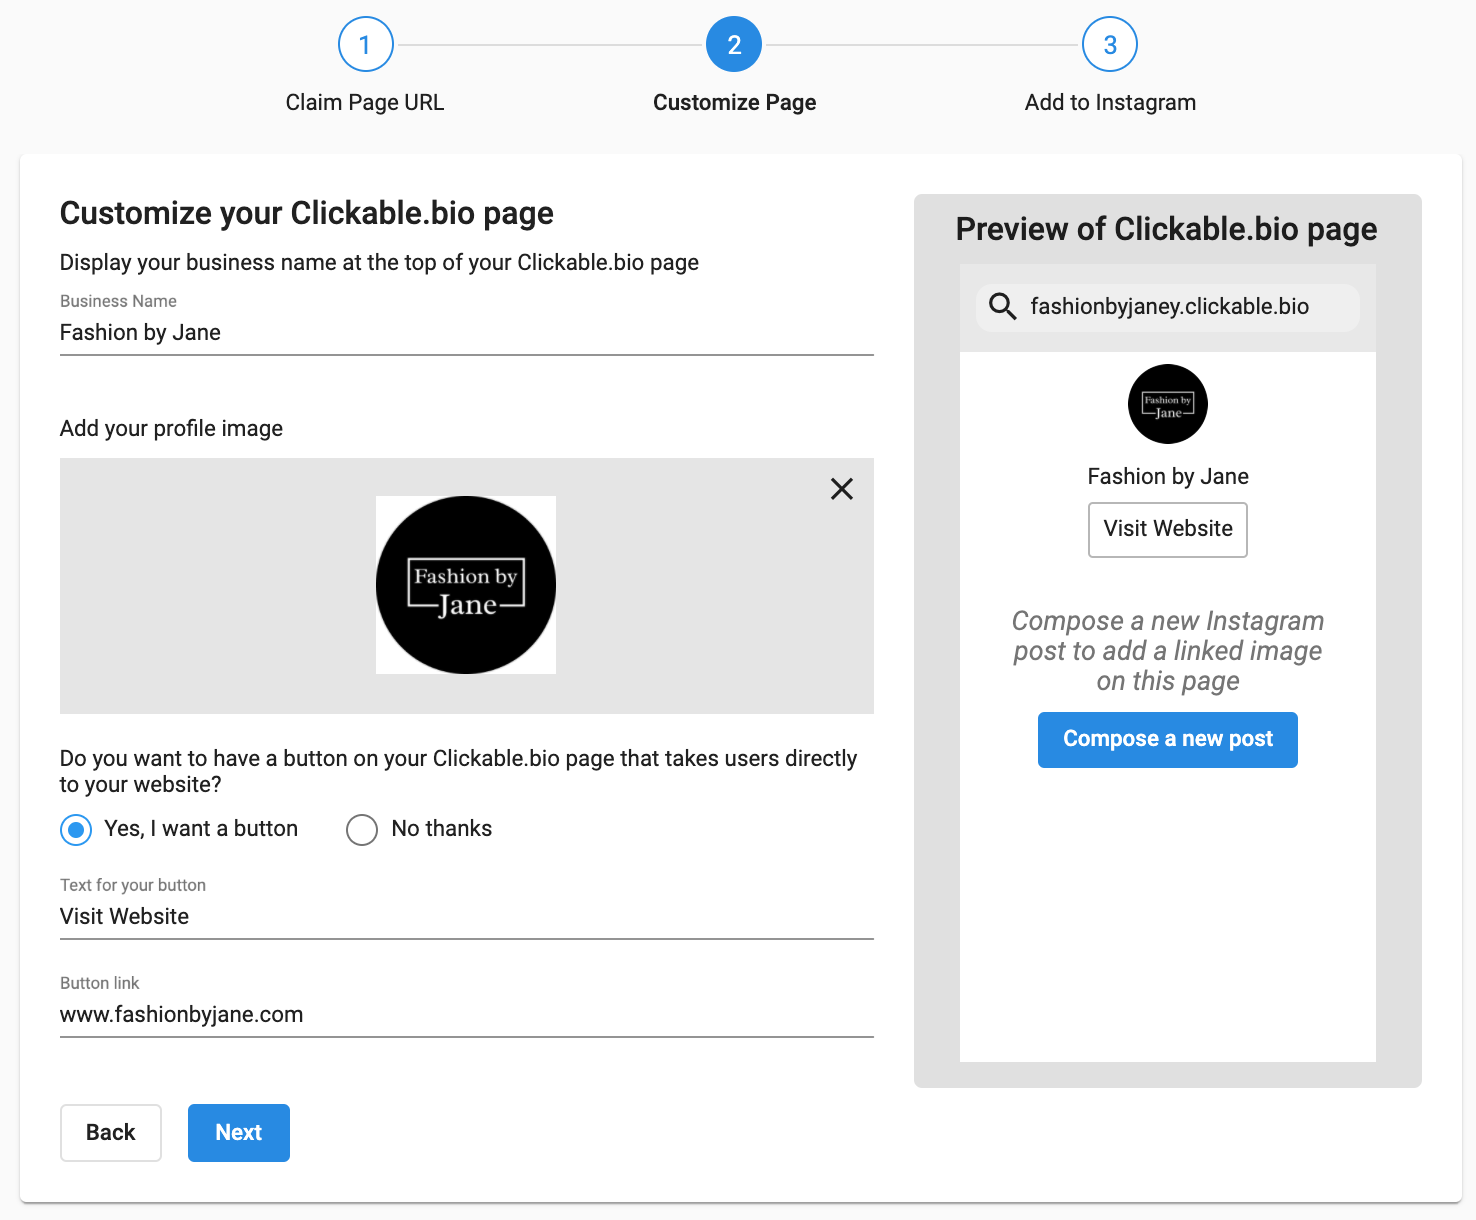 1
2
3
Claim Page URL
Customize Page
Add to Instagram
Customize your Clickable.bio page
Display your business name at the top of your Clickable.bio page
Business Name
Fashion by Jane
Add your profile image
Fashion by
Jane
Do you want to have a button on your Clickable.bio page that takes users directly
to your website?
Yes, I want a button
No thanks
Text for your button
Visit Website
Button link
www.fashionbyjane.com
Back
Next
Preview of Clickable.bio page
fashionbyjaney.clickable.bio
Fashion by
Jane
Fashion by Jane
Visit Website
Compose a new Instagram
post to add a linked image
on this page
Compose a new post